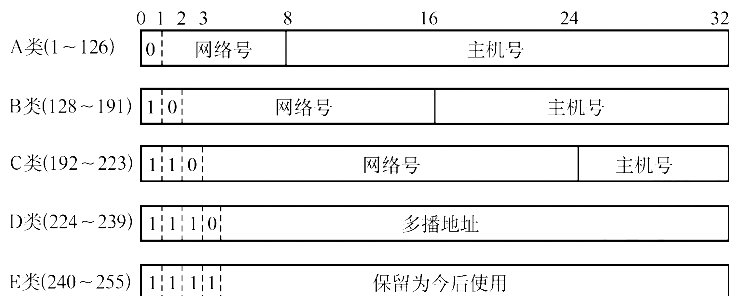 0 1 2 3 8 16 24 32
A类(1～126) 0 网络号 主机号
B类(128～191) 1 0 网络号 主机号
C类(192～223) 1 1 0 网络号 主机号
D类(224～239) 1 1 1 0 多播地址
E类(240～255) 1 1 1 1 保留为今后使用